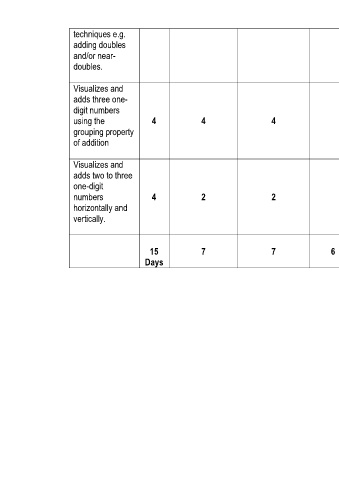 techniques e.g.
adding doubles
and/or near-
doubles.
Visualizes and
adds three one-
digit numbers
using the
grouping property
of addition
4
4
4
Visualizes and
adds two to three
one-digit
numbers
horizontally and
vertically.
4
2
2
15
Days
7
7
6